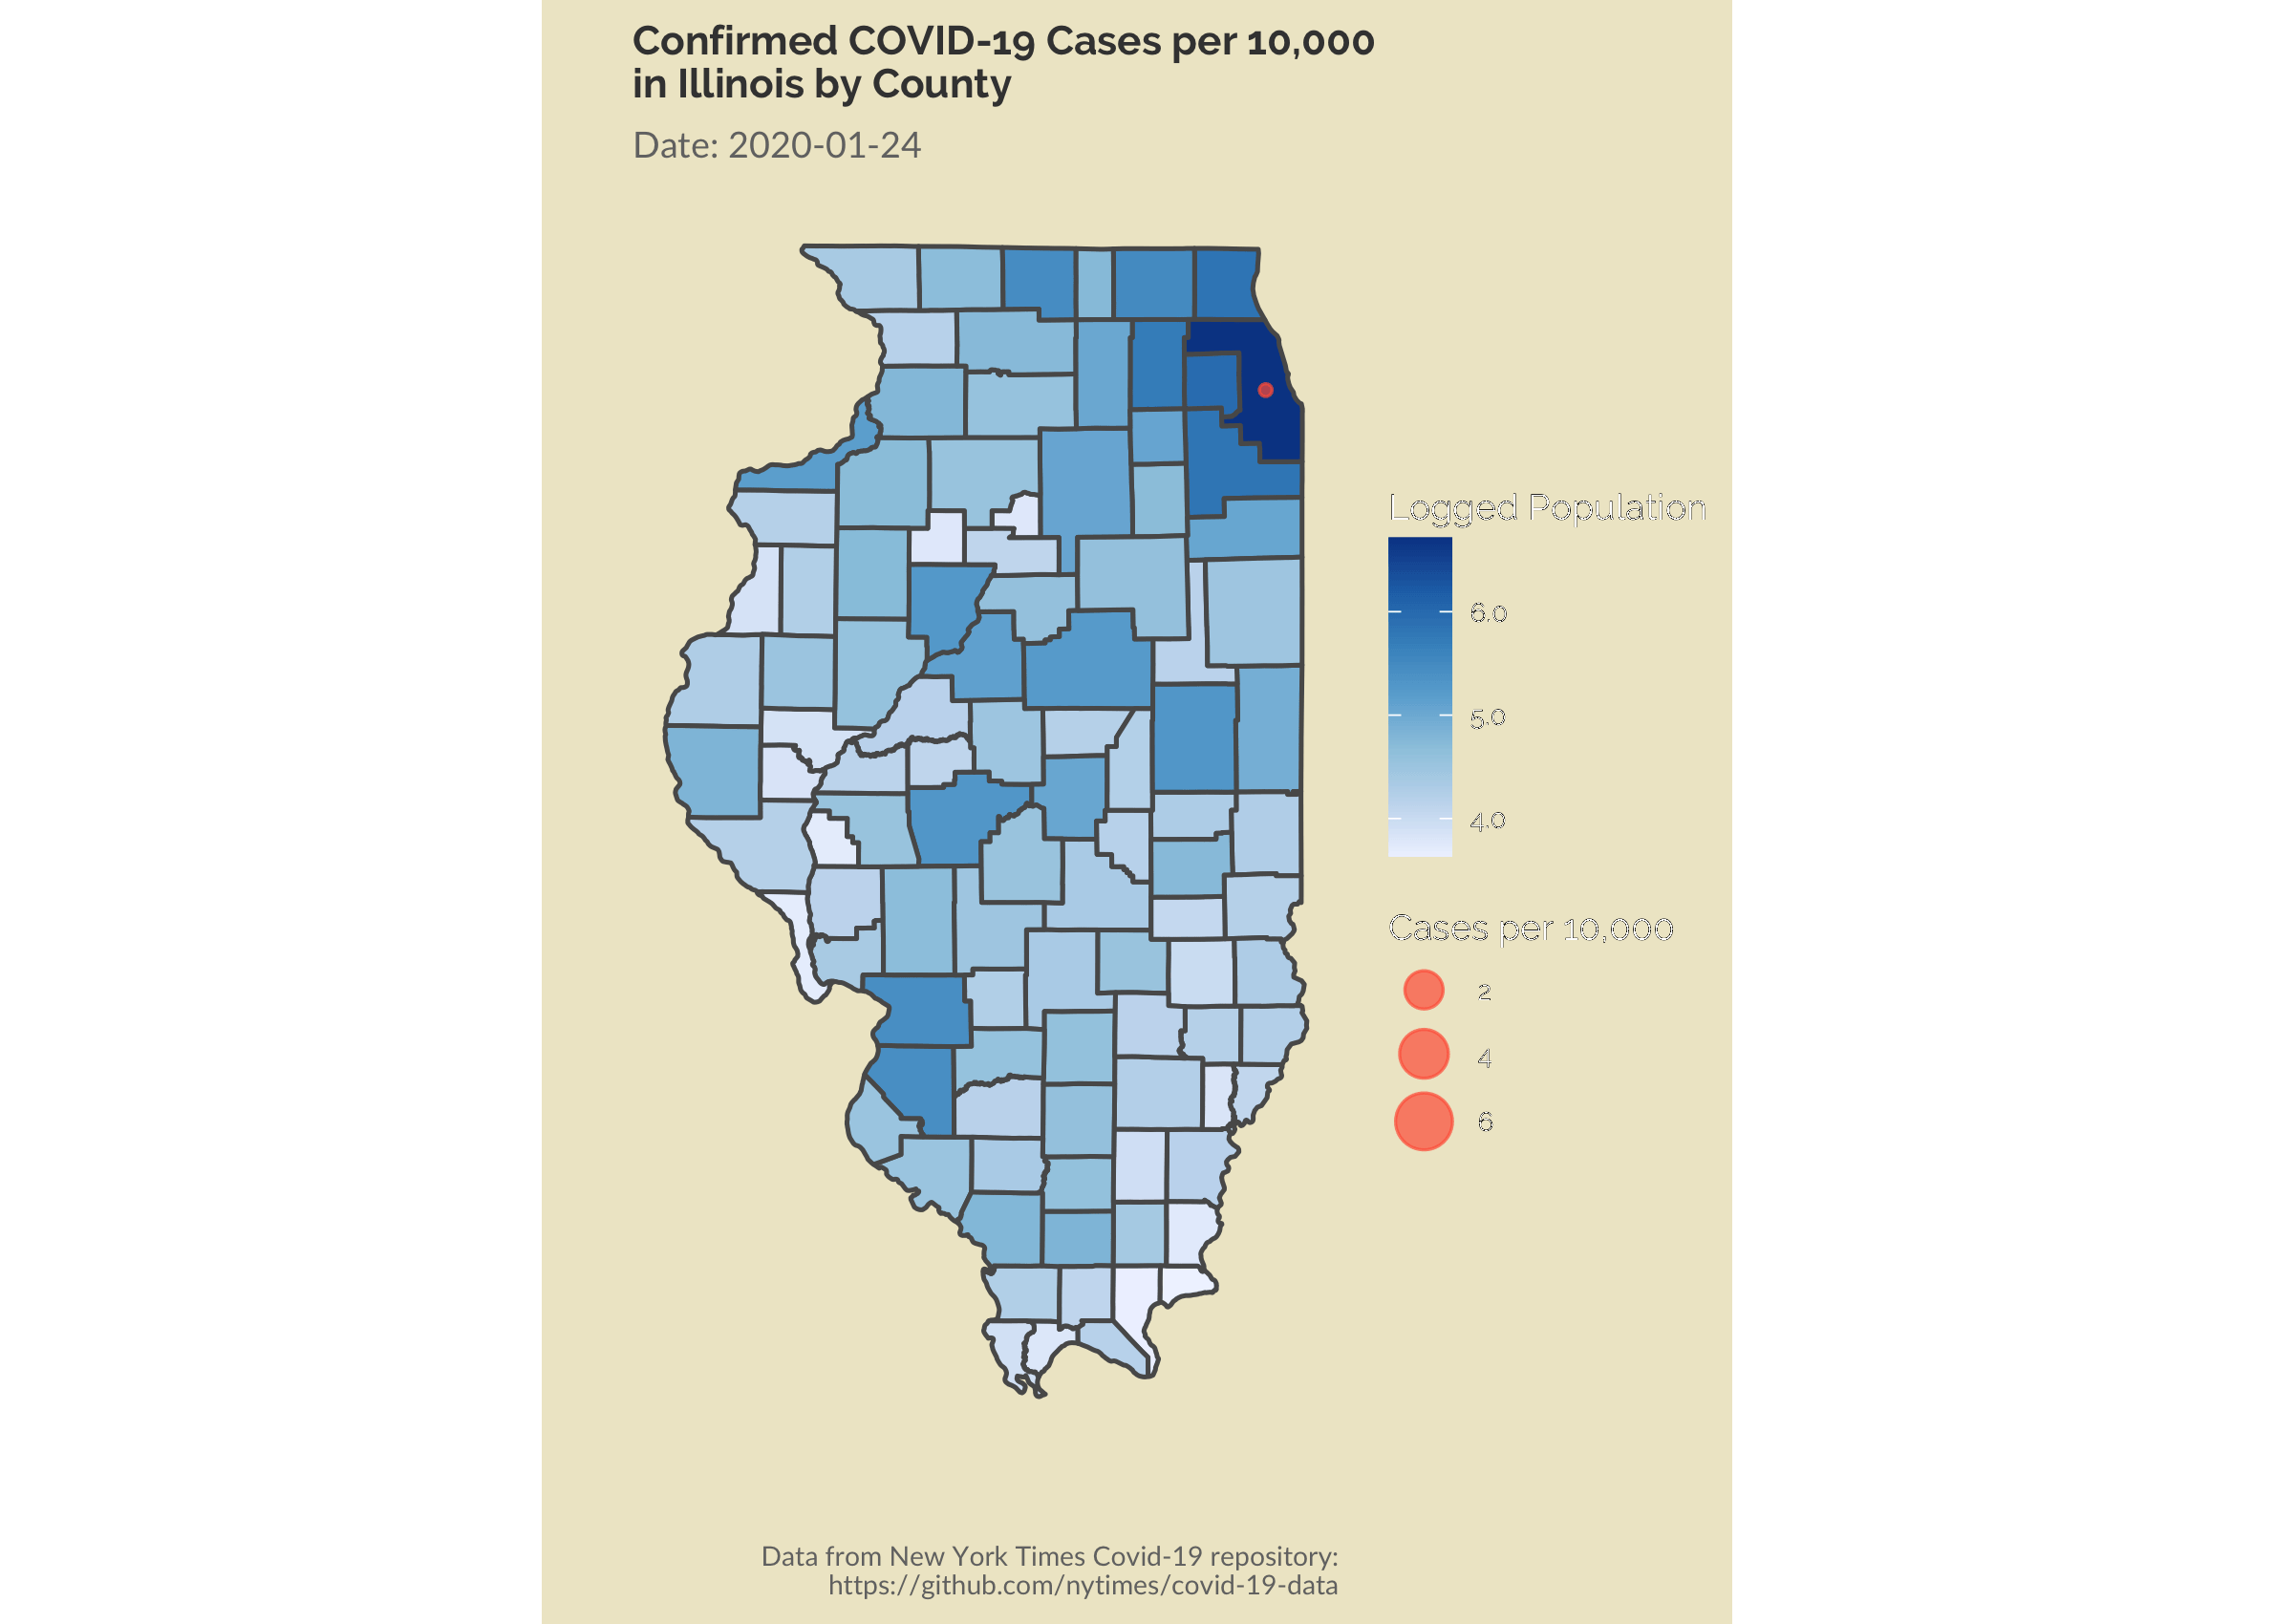 Confirmed COVID-19 Cases per 10,000
in Illinois by County
Date: 2020-01-24
Logged Population
6.0
5.0
4.0
Cases per 10,000
2
4
6
Data from New York Times Covid-19 repository:
https://github.com/nytimes/covid-19-data